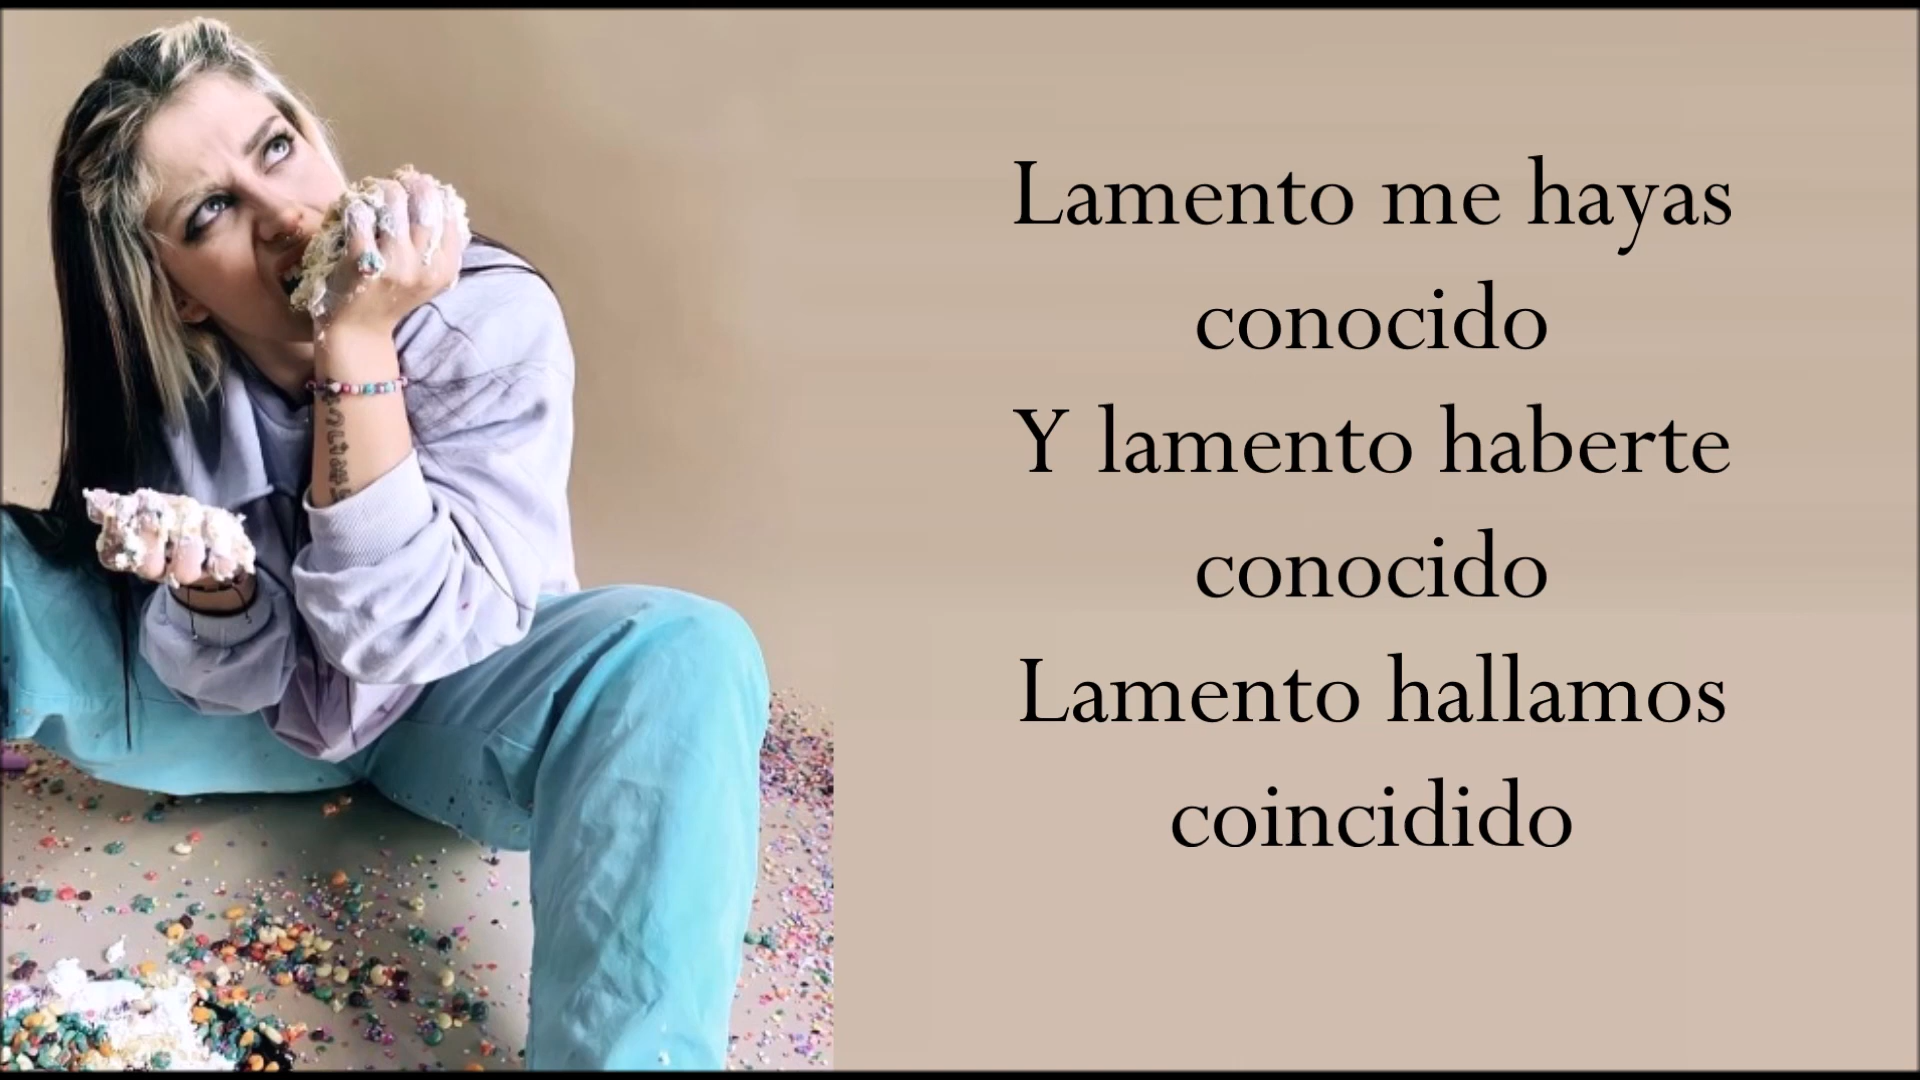 Lamento me hayas
conocido
Y lamento haberte
conocido
Lamento hallamos
coincidido